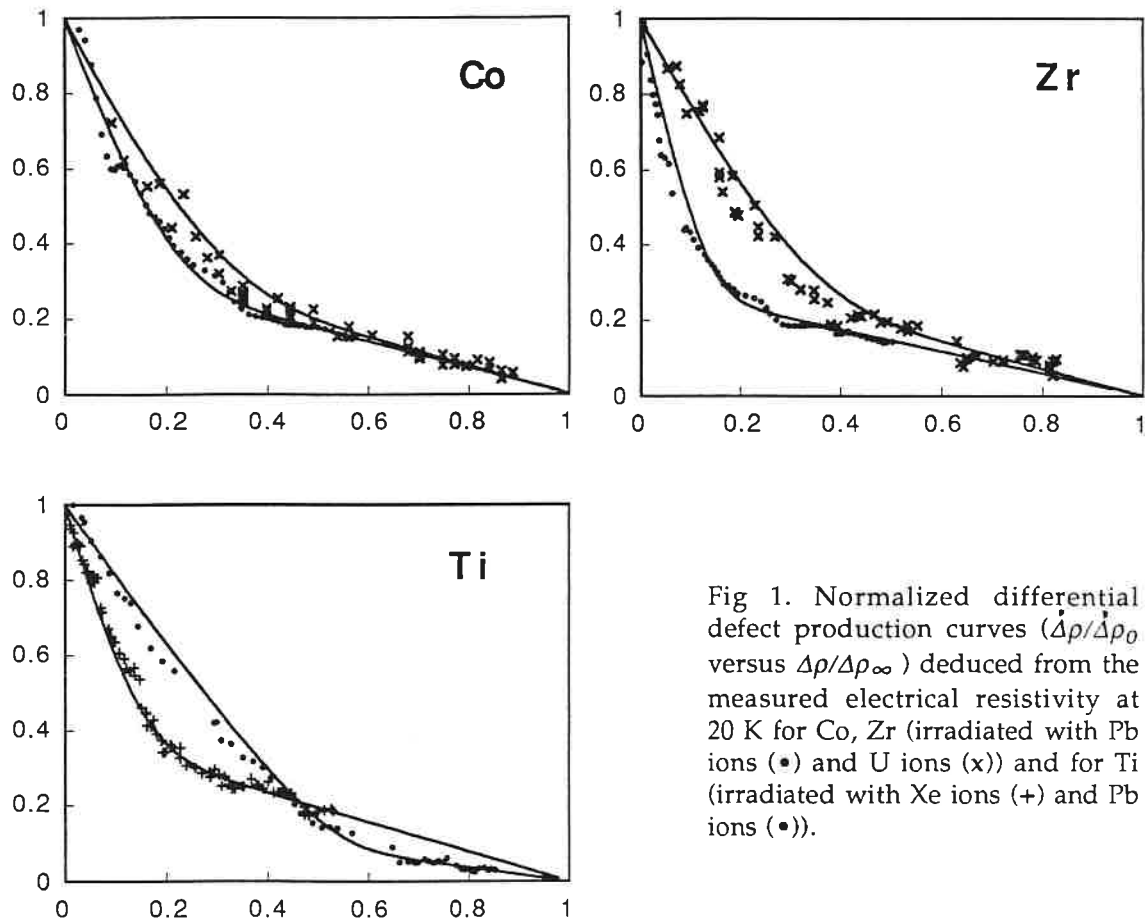 1
0.8
0.6
0.4
0.2
0
0 0.2 0.4 0.6 0.8 1
Co
1
0.8
0.6
0.4
0.2
0
0 0.2 0.4 0.6 0.8 1
Zr
1
0.8
0.6
0.4
0.2
0
0 0.2 0.4 0.6 0.8 1
Ti
Fig 1. Normalized differential
defect production curves (Δρ̇/Δρ̇₀
versus Δρ/Δρ∞ ) deduced from the
measured electrical resistivity at
20 K for Co, Zr (irradiated with Pb
ions (•) and U ions (x)) and for Ti
(irradiated with Xe ions (+) and Pb
ions (•)).